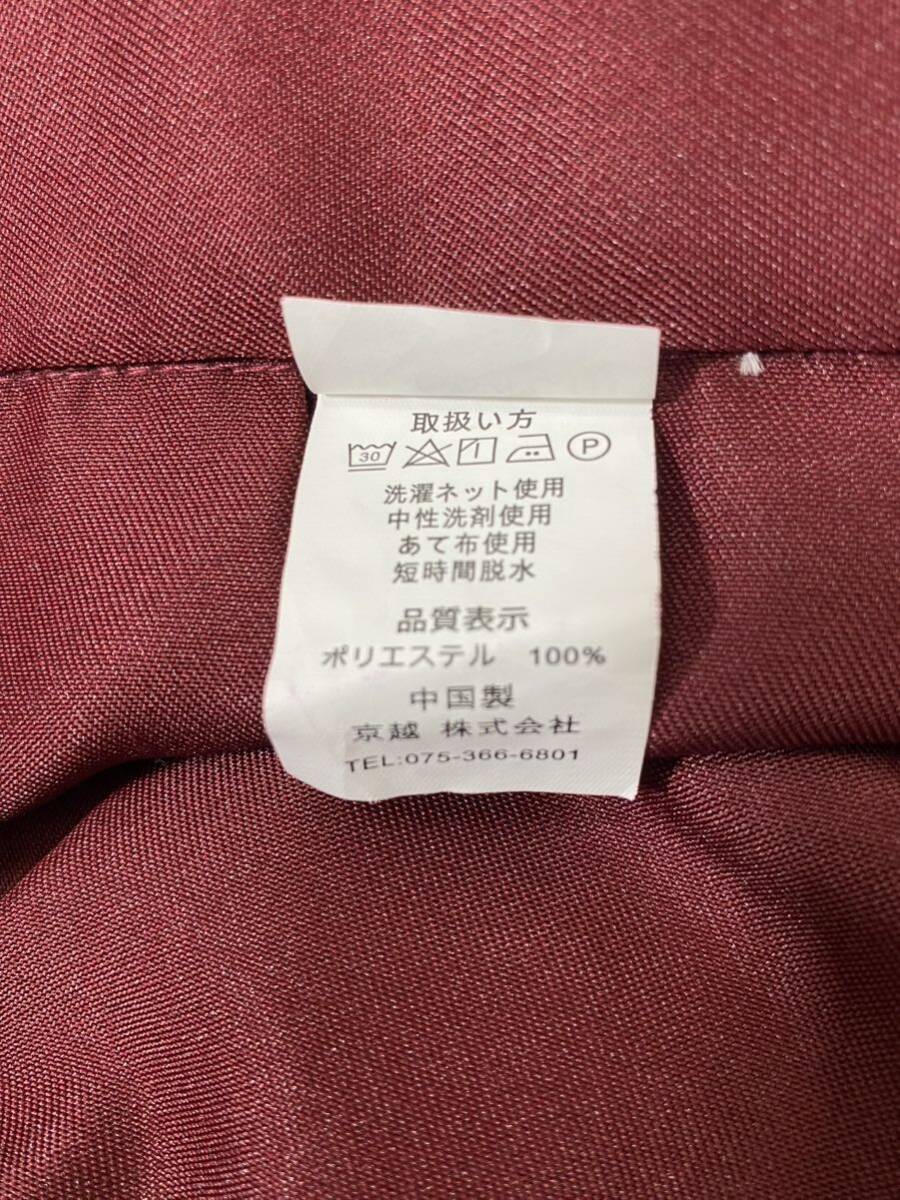 取扱い方
30 P
洗濯ネット使用
中性洗剤使用
あて布使用
短時間脱水
品質表示
ポリエステル 100%
中国製
京越 株式会社
TEL:075-366-6801